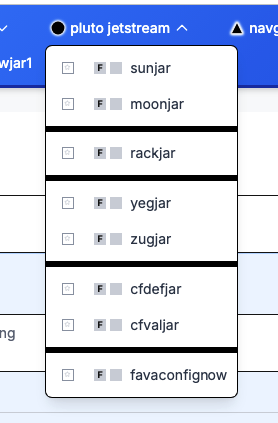 pluto jetstream
navg
wjar1
F sunjar
F moonjar
F rackjar
F yegjar
F zugjar
ng
F cfdefjar
F cfvaljar
F favaconfignow